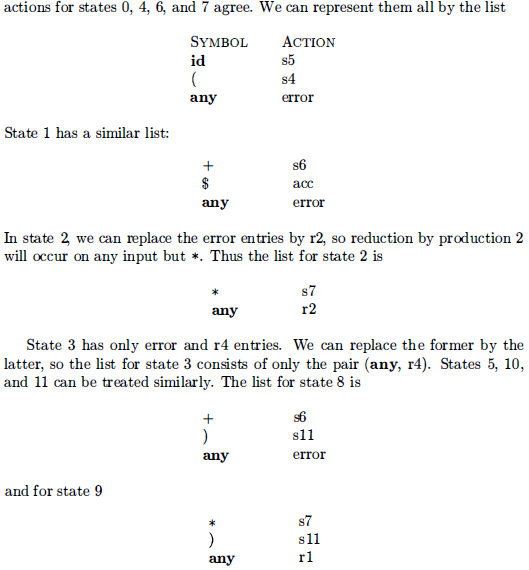 actions for states 0, 4, 6, and 7 agree. We can represent them all by the list
SYMBOL ACTION
id s5
( s4
any error
State 1 has a similar list:
+ s6
$ acc
any error
In state 2, we can replace the error entries by r2, so reduction by production 2
will occur on any input but *. Thus the list for state 2 is
* s7
any r2
State 3 has only error and r4 entries. We can replace the former by the
latter, so the list for state 3 consists of only the pair (any, r4). States 5, 10,
and 11 can be treated similarly. The list for state 8 is
+ s6
) s11
any error
and for state 9
* s7
) s11
any r1